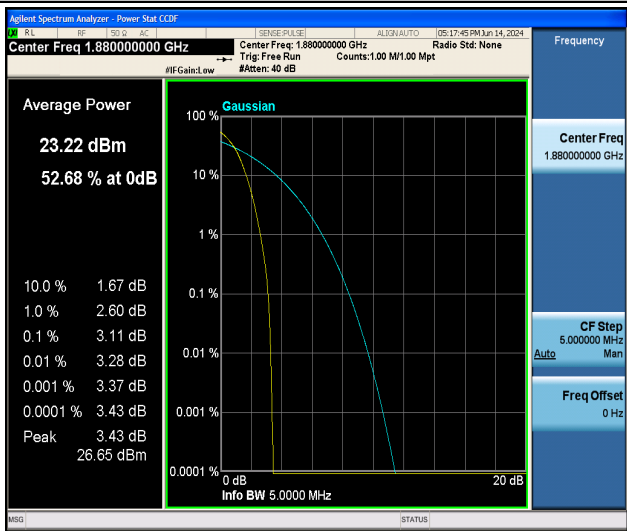 Agilent Spectrum Analyzer - Power Stat CCDF
LXI RL RF 50 Ω AC SENSE:PULSE ALIGNAUTO 05:17:45 PM Jun 14, 2024
Center Freq 1.880000000 GHz
Center Freq: 1.880000000 GHz Radio Std: None
Trig: Free Run Counts:1.00 M/1.00 Mpt
#IFGain:Low #Atten: 40 dB
Frequency
Average Power
23.22 dBm
52.68 % at 0dB
10.0 % 1.67 dB
1.0 % 2.60 dB
0.1 % 3.11 dB
0.01 % 3.28 dB
0.001 % 3.37 dB
0.0001 % 3.43 dB
Peak 3.43 dB
26.65 dBm
Gaussian
100 %
10 %
1 %
0.1 %
0.01 %
0.001 %
0.0001 %
0 dB 20 dB
Info BW 5.0000 MHz
Center Freq
1.880000000 GHz
CF Step
5.000000 MHz
Auto Man
Freq Offset
0 Hz
MSG STATUS